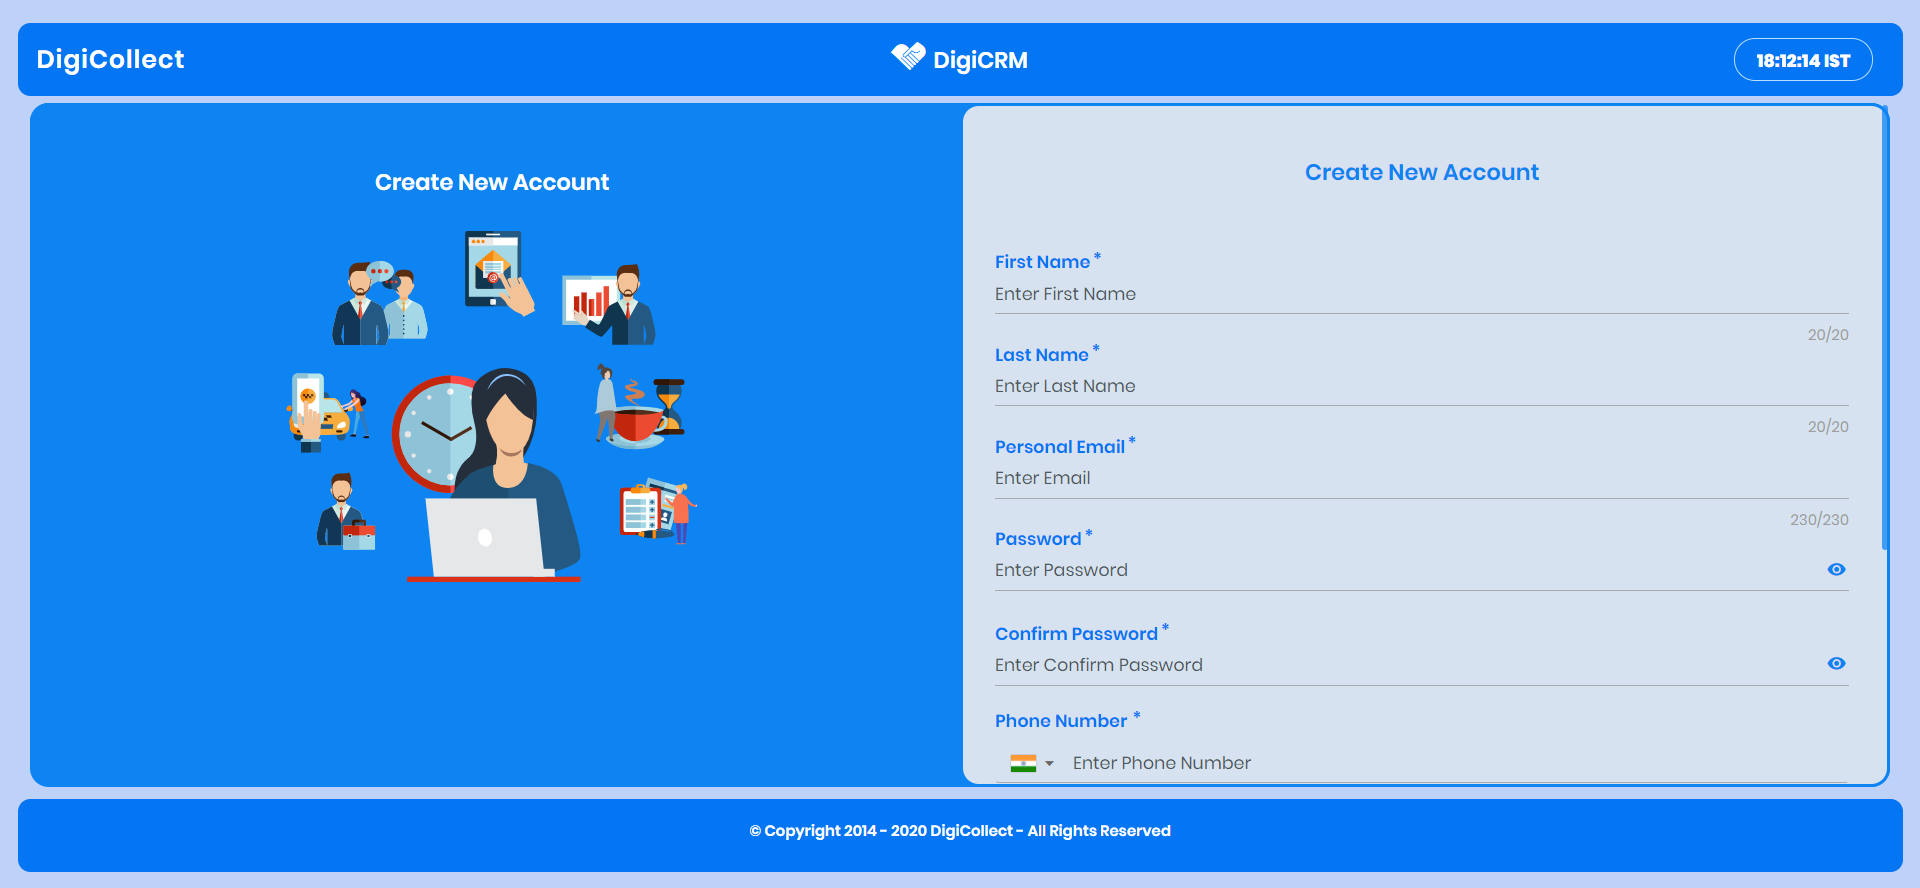 DigiCollect
DigiCRM
18:12:14 IST
Create New Account
Create New Account
First Name *
Enter First Name
20/20
Last Name *
Enter Last Name
20/20
Personal Email *
Enter Email
230/230
Password *
Enter Password
Confirm Password *
Enter Confirm Password
Phone Number *
Enter Phone Number
© Copyright 2014 - 2020 DigiCollect - All Rights Reserved